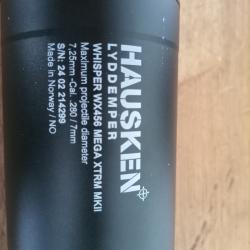 HAUSKEN
LYDDEMPER
WHISPER WX456 MEGA XTRM MKII
Maximum projectile diameter
7,25mm -Cal. .280 / 7mm
S/N: 24 02 214299
Made in Norway / NO